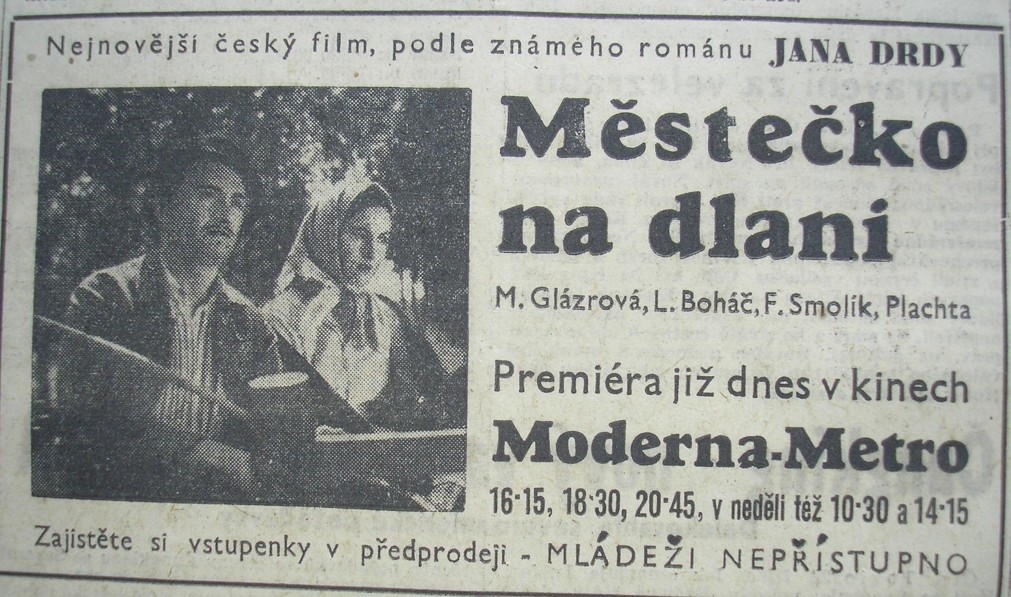 Nejnovější český film, podle známého románu JANA DRDY
Městečko
na dlani
M. Glázrová, L. Boháč, F. Smolík, Plachta
Premiéra již dnes v kinech
Moderna-Metro
16·15, 18·30, 20·45, v neděli též 10·30 a 14·15
Zajistěte si vstupenky v předprodeji - MLÁDEŽI NEPŘÍSTUPNO